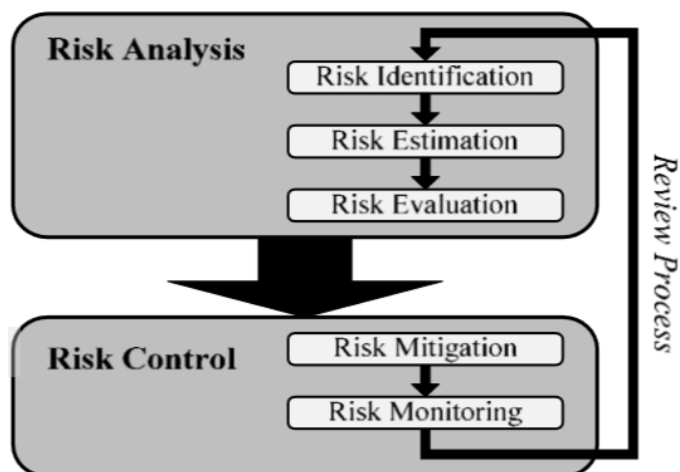 Risk Analysis
Risk Identification
Risk Estimation
Risk Evaluation
Review Process
Risk Control
Risk Mitigation
Risk Monitoring